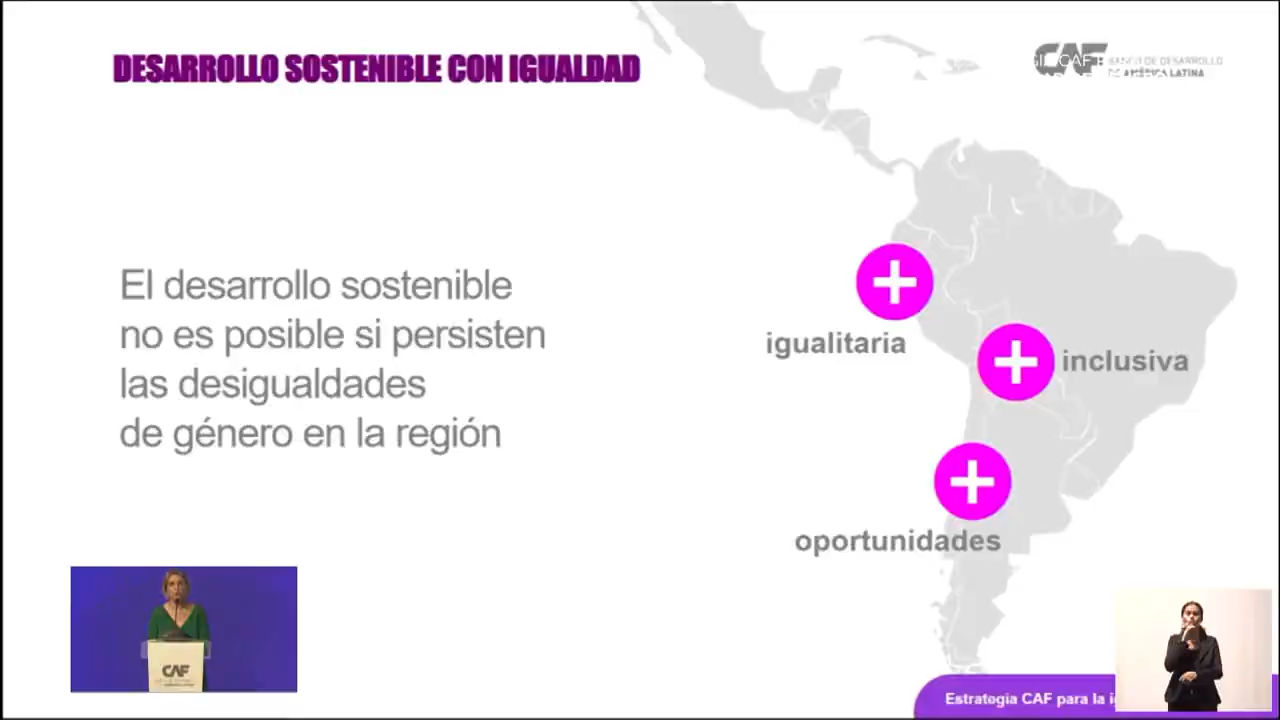 DESARROLLO SOSTENIBLE CON IGUALDAD
CAF
BANCO DE DESARROLLO
AMÉRICA LATINA
El desarrollo sostenible
no es posible si persisten
las desigualdades
de género en la región
igualitaria
inclusiva
oportunidades
CAF
Estrategia CAF para la